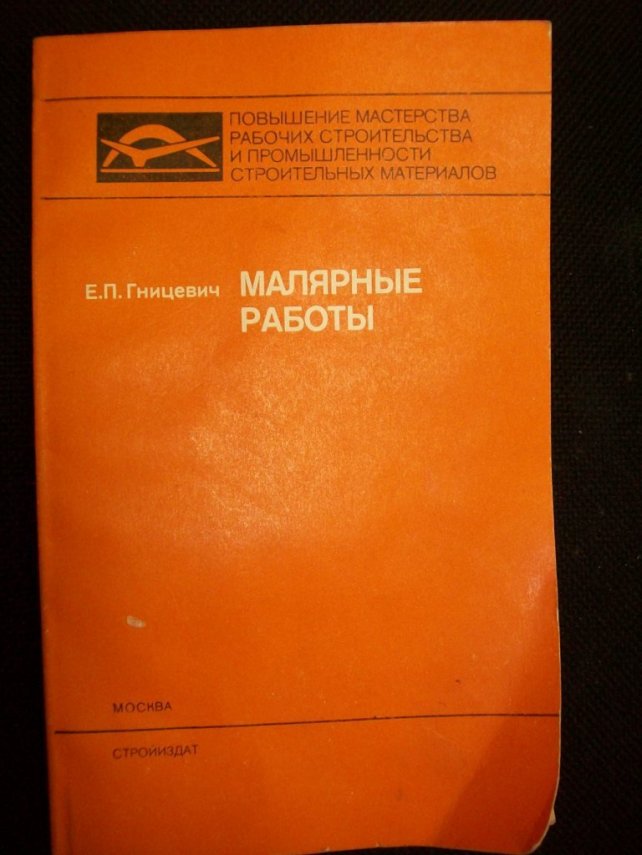 ПОВЫШЕНИЕ МАСТЕРСТВА
РАБОЧИХ СТРОИТЕЛЬСТВА
И ПРОМЫШЛЕННОСТИ
СТРОИТЕЛЬНЫХ МАТЕРИАЛОВ
Е.П. Гницевич МАЛЯРНЫЕ
РАБОТЫ
МОСКВА
СТРОЙИЗДАТ